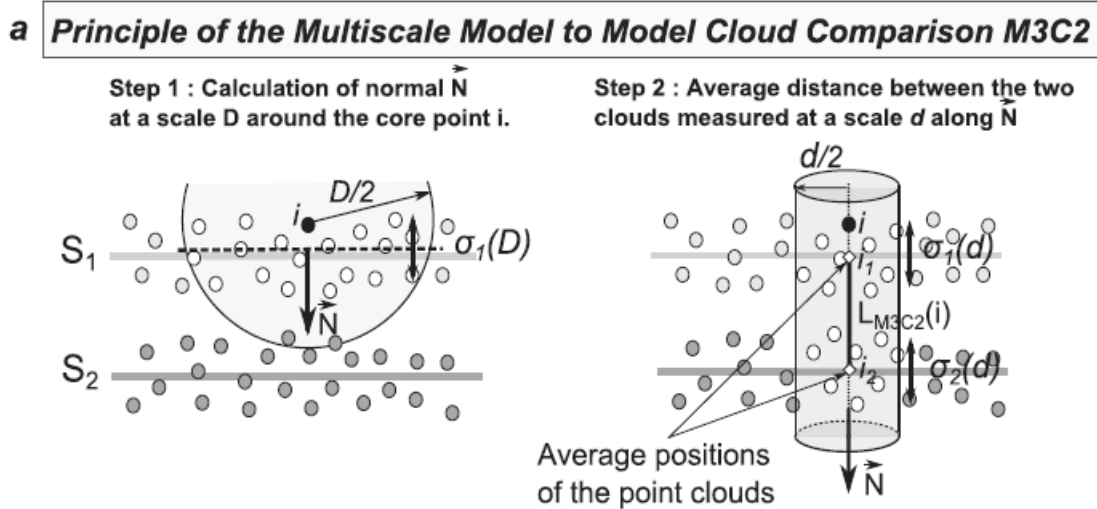 a Principle of the Multiscale Model to Model Cloud Comparison M3C2
Step 1 : Calculation of normal N⃗
at a scale D around the core point i.
Step 2 : Average distance between the two
clouds measured at a scale d along N⃗
D/2
i
σ₁(D)
S₁
N⃗
S₂
d/2
i
i₁
σ₁(d)
L_M3C2(i)
i₂
σ₂(d)
Average positions
of the point clouds
N⃗